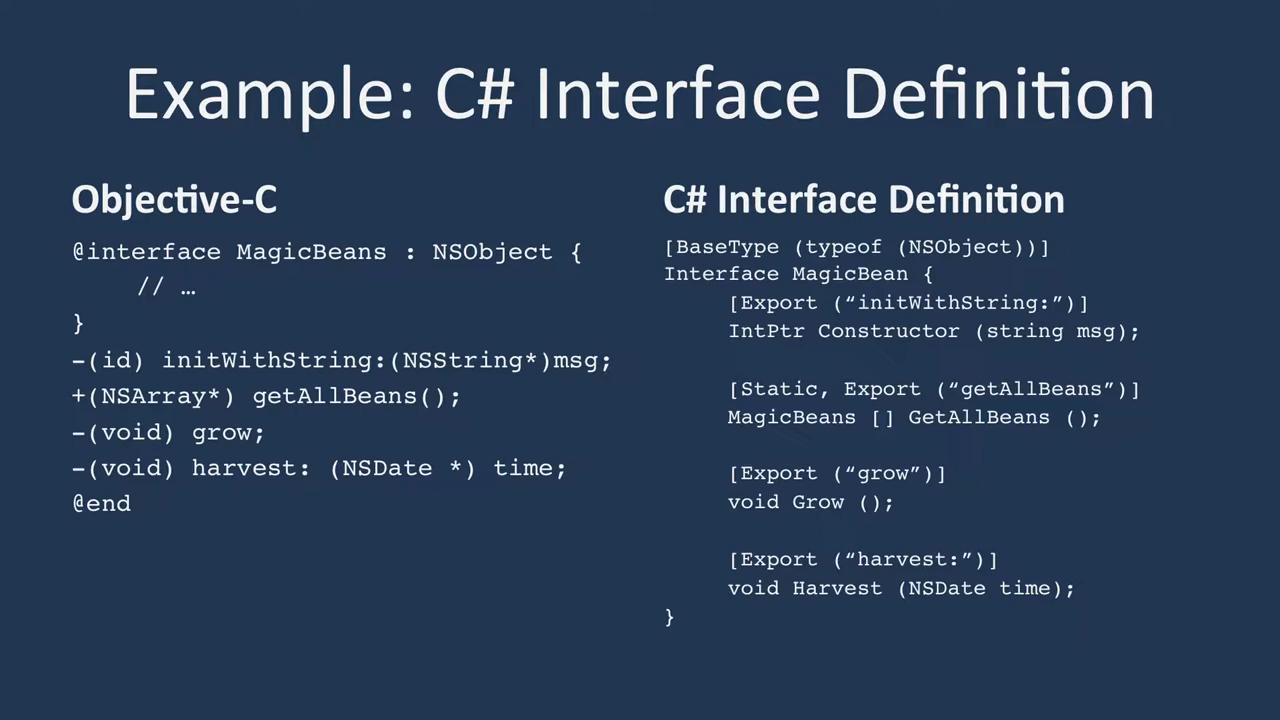 Example: C# Interface Definition
Objective-C
@interface MagicBeans : NSObject {
// …
}
-(id) initWithString:(NSString*)msg;
+(NSArray*) getAllBeans();
-(void) grow;
-(void) harvest: (NSDate *) time;
@end
C# Interface Definition
[BaseType (typeof (NSObject))]
Interface MagicBean {
[Export (“initWithString:”)]
IntPtr Constructor (string msg);
[Static, Export (“getAllBeans”)]
MagicBeans [] GetAllBeans ();
[Export (“grow”)]
void Grow ();
[Export (“harvest:”)]
void Harvest (NSDate time);
}